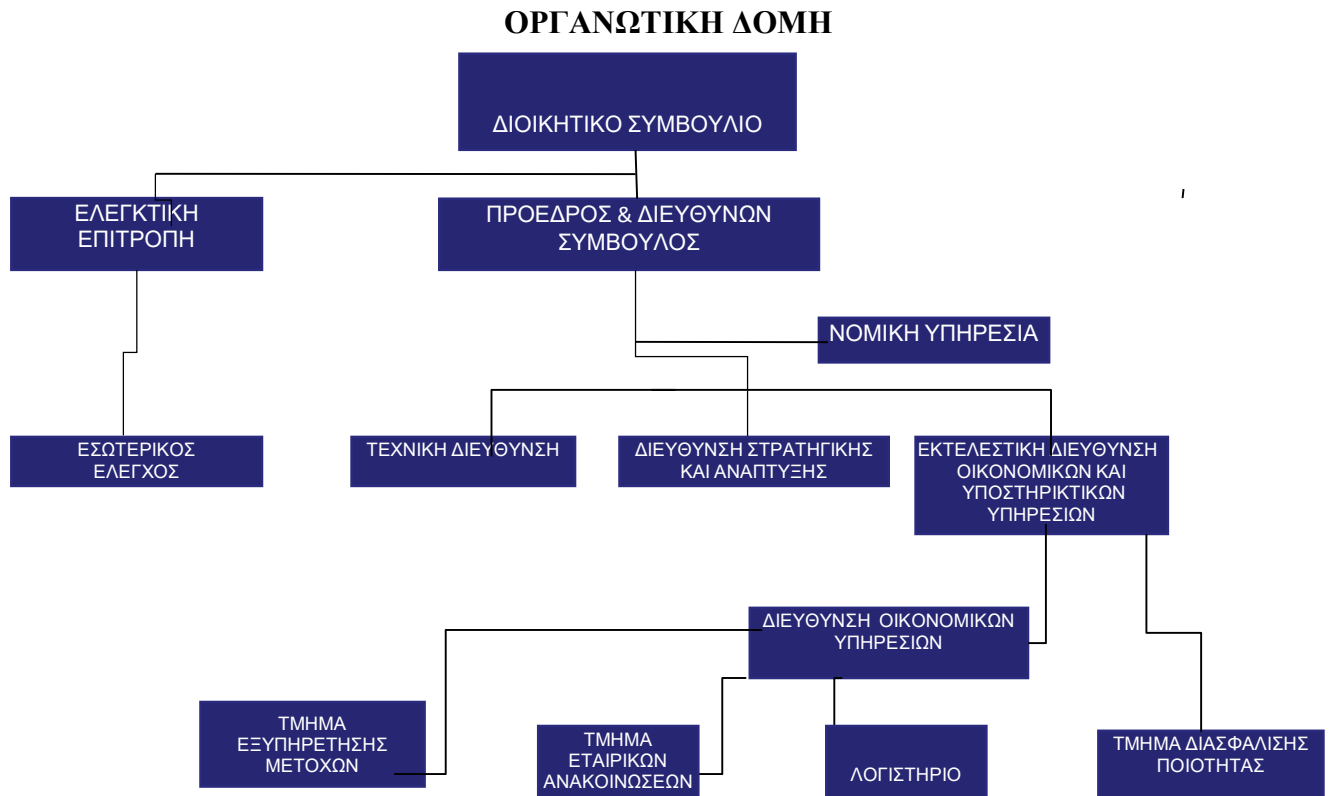 ΟΡΓΑΝΩΤΙΚΗ ΔΟΜΗ
ΔΙΟΙΚΗΤΙΚΟ ΣΥΜΒΟΥΛΙΟ
ΕΛΕΓΚΤΙΚΗ
ΕΠΙΤΡΟΠΗ
ΠΡΟΕΔΡΟΣ & ΔΙΕΥΘΥΝΩΝ
ΣΥΜΒΟΥΛΟΣ
ΝΟΜΙΚΗ ΥΠΗΡΕΣΙΑ
ΕΣΩΤΕΡΙΚΟΣ
ΕΛΕΓΧΟΣ
ΤΕΧΝΙΚΗ ΔΙΕΥΘΥΝΣΗ
ΔΙΕΥΘΥΝΣΗ ΣΤΡΑΤΗΓΙΚΗΣ
ΚΑΙ ΑΝΑΠΤΥΞΗΣ
ΕΚΤΕΛΕΣΤΙΚΗ ΔΙΕΥΘΥΝΣΗ
ΟΙΚΟΝΟΜΙΚΩΝ ΚΑΙ
ΥΠΟΣΤΗΡΙΚΤΙΚΩΝ
ΥΠΗΡΕΣΙΩΝ
ΔΙΕΥΘΥΝΣΗ ΟΙΚΟΝΟΜΙΚΩΝ
ΥΠΗΡΕΣΙΩΝ
ΤΜΗΜΑ
ΕΞΥΠΗΡΕΤΗΣΗΣ
ΜΕΤΟΧΩΝ
ΤΜΗΜΑ
ΕΤΑΙΡΙΚΩΝ
ΑΝΑΚΟΙΝΩΣΕΩΝ
ΛΟΓΙΣΤΗΡΙΟ
ΤΜΗΜΑ ΔΙΑΣΦΑΛΙΣΗΣ
ΠΟΙΟΤΗΤΑΣ